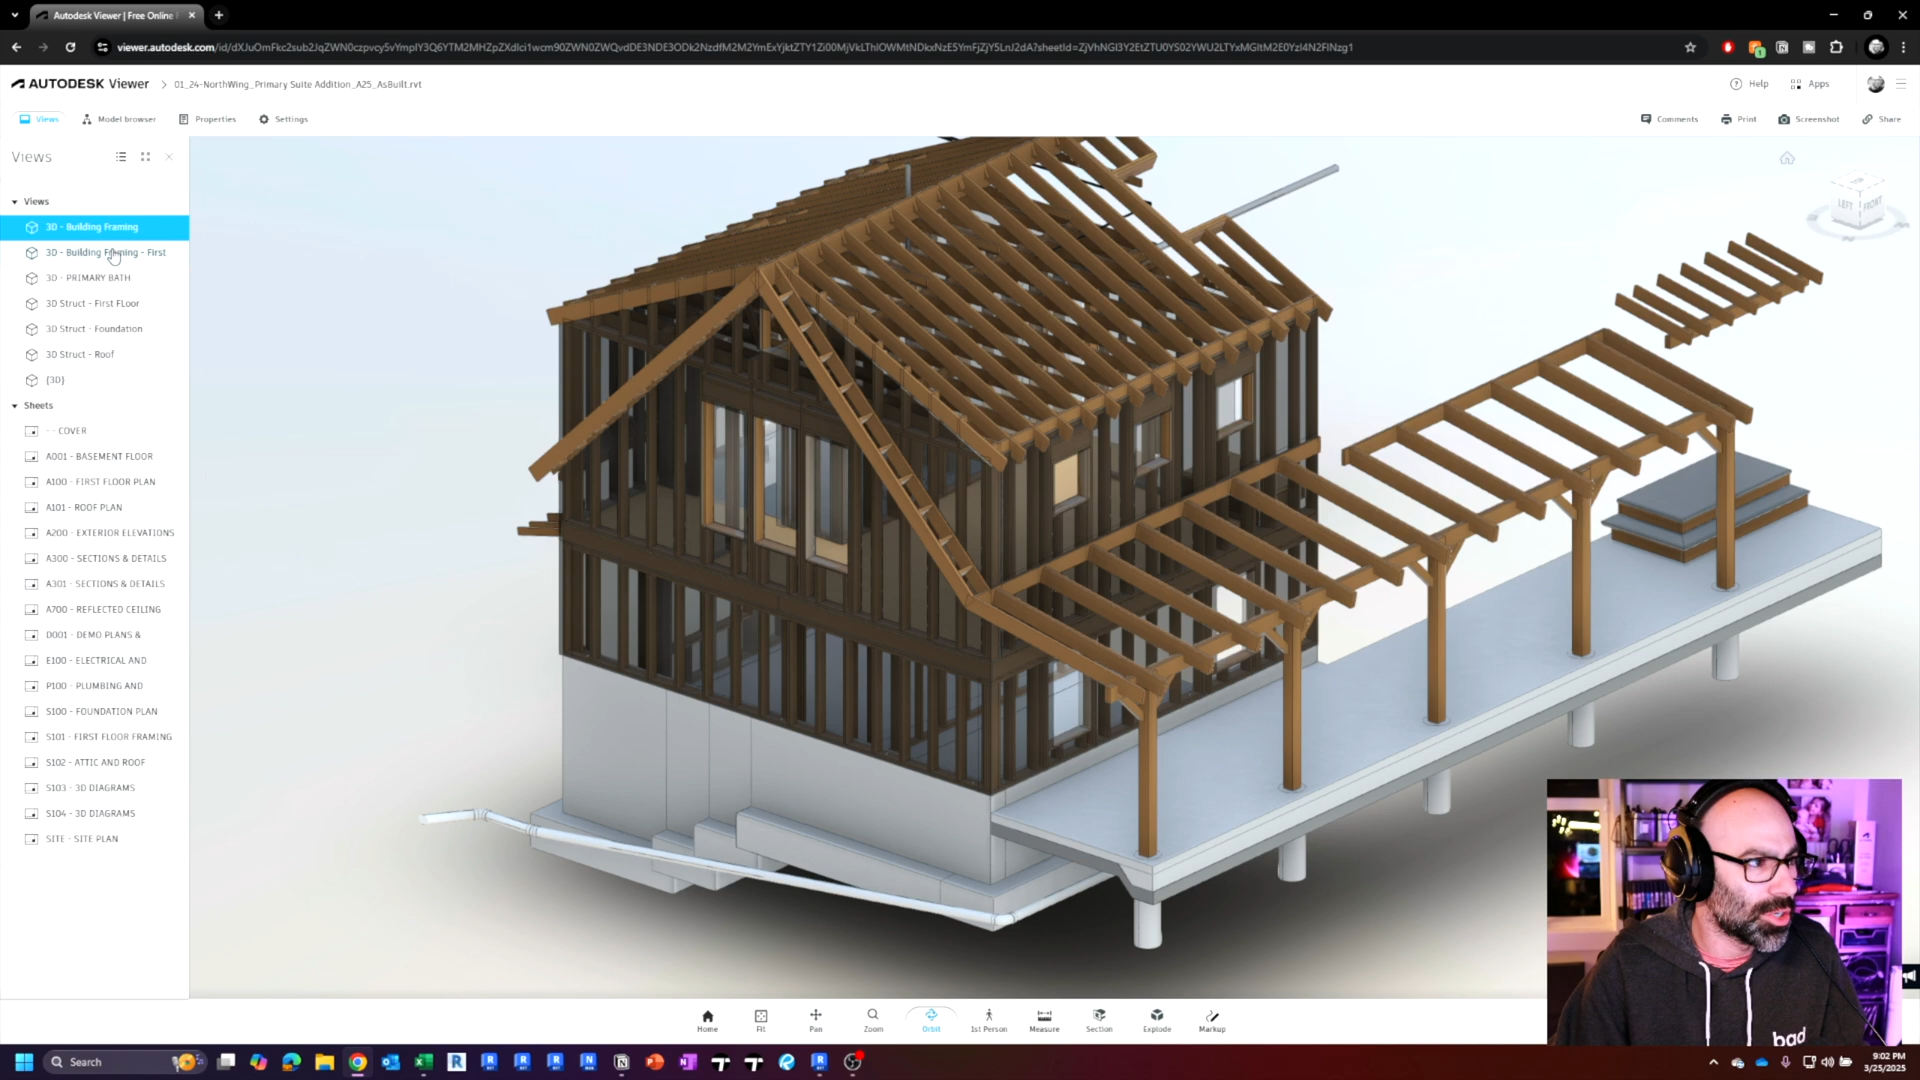 Autodesk Viewer | Free Online
viewer.autodesk.com
AUTODESK Viewer
01_24-NorthWing_Primary Suite Addition_A25_AsBuilt.rvt
Help
Apps
Views
Model browser
Properties
Settings
Comments
Print
Screenshot
Share
Views
Views
3D - Building Framing
3D - Building Framing - First
3D - PRIMARY BATH
3D Struct - First FLoor
3D Struct - Foundation
3D Struct - Roof
{3D}
Sheets
- - COVER
A001 - BASEMENT FLOOR
A100 - FIRST FLOOR PLAN
A101 - ROOF PLAN
A200 - EXTERIOR ELEVATIONS
A300 - SECTIONS & DETAILS
A301 - SECTIONS & DETAILS
A700 - REFLECTED CEILING
D001 - DEMO PLANS &
E100 - ELECTRICAL AND
P100 - PLUMBING AND
S100 - FOUNDATION PLAN
S101 - FIRST FLOOR FRAMING
S102 - ATTIC AND ROOF
S103 - 3D DIAGRAMS
S104 - 3D DIAGRAMS
SITE - SITE PLAN
LEFT
FRONT
Home
Fit
Pan
Zoom
Orbit
1st Person
Measure
Section
Explode
Markup
bad
Search
9:02 PM
3/25/2025